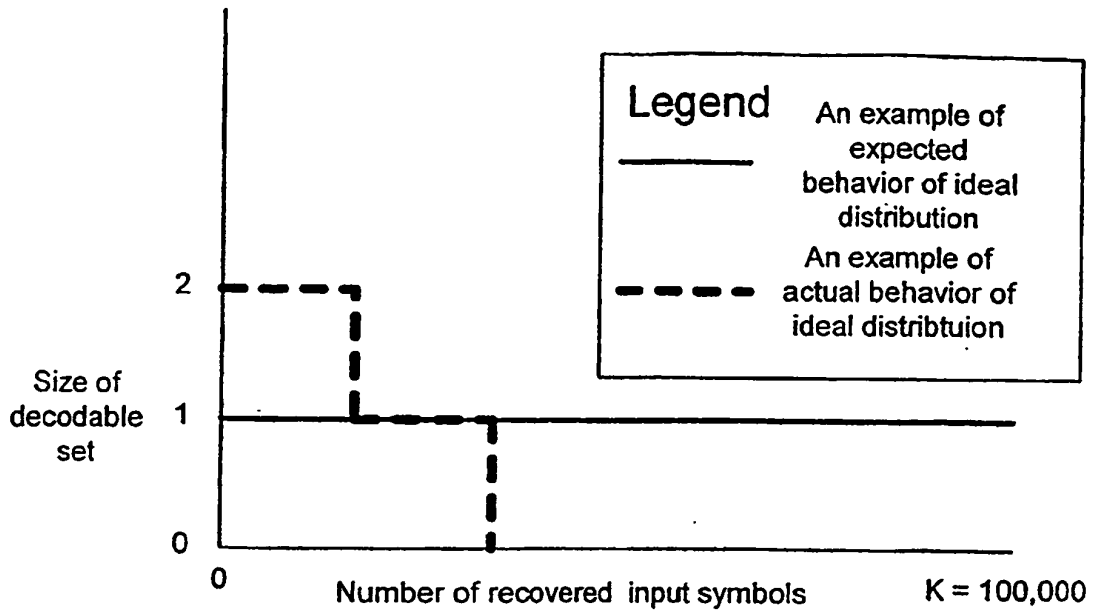 Legend
An example of
expected
behavior of ideal
distribution
An example of
actual behavior of
ideal distribtuion
2
Size of
decodable
set
1
0
0
Number of recovered input symbols
K = 100,000